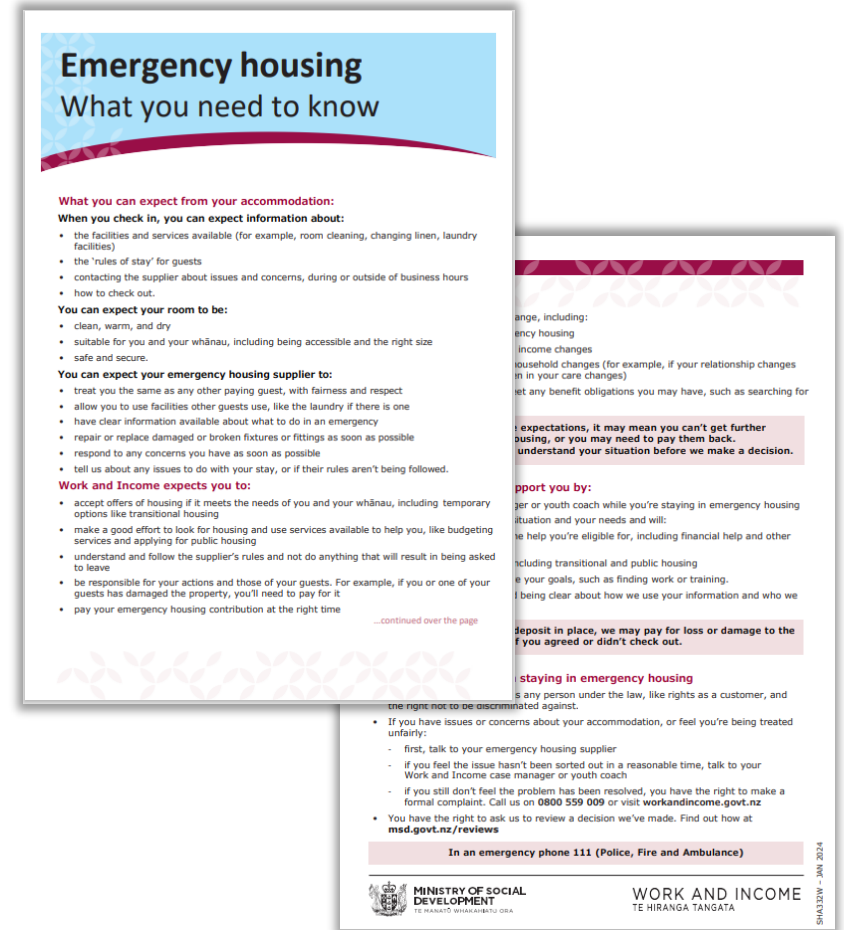 Emergency housing
What you need to know
What you can expect from your accommodation:
When you check in, you can expect information about:
• the facilities and services available (for example, room cleaning, changing linen, laundry
facilities)
• the ‘rules of stay’ for guests
• contacting the supplier about issues and concerns, during or outside of business hours
• how to check out.
You can expect your room to be:
• clean, warm, and dry
• suitable for you and your whānau, including being accessible and the right size
• safe and secure.
You can expect your emergency housing supplier to:
• treat you the same as any other paying guest, with fairness and respect
• allow you to use facilities other guests use, like the laundry if there is one
• have clear information available about what to do in an emergency
• repair or replace damaged or broken fixtures or fittings as soon as possible
• respond to any concerns you have as soon as possible
• tell us about any issues to do with your stay, or if their rules aren’t being followed.
Work and Income expects you to:
• accept offers of housing if it meets the needs of you and your whānau, including temporary
options like transitional housing
• make a good effort to look for housing and use services available to help you, like budgeting
services and applying for public housing
• understand and follow the supplier’s rules and not do anything that will result in being asked
to leave
• be responsible for your actions and those of your guests. For example, if you or one of your
guests has damaged the property, you’ll need to pay for it
• pay your emergency housing contribution at the right time
...continued over the page
ange, including:
ency housing
income changes
ousehold changes (for example, if your relationship changes
en in your care changes)
et any benefit obligations you may have, such as searching for
expectations, it may mean you can’t get further
ousing, or you may need to pay them back.
understand your situation before we make a decision.
pport you by:
ger or youth coach while you’re staying in emergency housing
ituation and your needs and will:
e help you’re eligible for, including financial help and other
ncluding transitional and public housing
e your goals, such as finding work or training.
being clear about how we use your information and who we
deposit in place, we may pay for loss or damage to the
f you agreed or didn’t check out.
staying in emergency housing
s any person under the law, like rights as a customer, and
the right not to be discriminated against.
• If you have issues or concerns about your accommodation, or feel you’re being treated
unfairly:
- first, talk to your emergency housing supplier
- if you feel the issue hasn’t been sorted out in a reasonable time, talk to your
Work and Income case manager or youth coach
- if you still don’t feel the problem has been resolved, you have the right to make a
formal complaint. Call us on 0800 559 009 or visit workandincome.govt.nz
• You have the right to ask us to review a decision we’ve made. Find out how at
msd.govt.nz/reviews
In an emergency phone 111 (Police, Fire and Ambulance)
MINISTRY OF SOCIAL
DEVELOPMENT
TE MANATŪ WHAKAHIATO ORA
WORK AND INCOME
TE HIRANGA TANGATA
SHA332W – JAN 2024